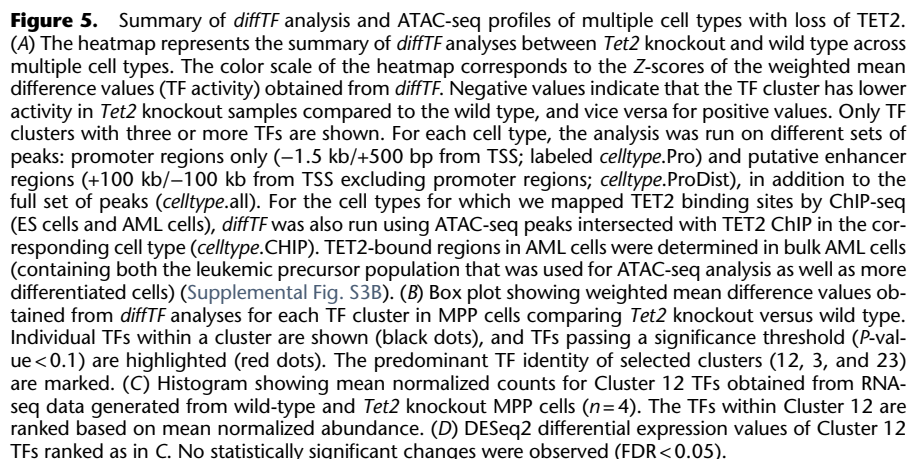 Figure 5. Summary of diffTF analysis and ATAC-seq profiles of multiple cell types with loss of TET2.
(A) The heatmap represents the summary of diffTF analyses between Tet2 knockout and wild type across
multiple cell types. The color scale of the heatmap corresponds to the Z-scores of the weighted mean
difference values (TF activity) obtained from diffTF. Negative values indicate that the TF cluster has lower
activity in Tet2 knockout samples compared to the wild type, and vice versa for positive values. Only TF
clusters with three or more TFs are shown. For each cell type, the analysis was run on different sets of
peaks: promoter regions only (−1.5 kb/+500 bp from TSS; labeled celltype.Pro) and putative enhancer
regions (+100 kb/−100 kb from TSS excluding promoter regions; celltype.ProDist), in addition to the
full set of peaks (celltype.all). For the cell types for which we mapped TET2 binding sites by ChIP-seq
(ES cells and AML cells), diffTF was also run using ATAC-seq peaks intersected with TET2 ChIP in the cor-
responding cell type (celltype.CHIP). TET2-bound regions in AML cells were determined in bulk AML cells
(containing both the leukemic precursor population that was used for ATAC-seq analysis as well as more
differentiated cells) (Supplemental Fig. S3B). (B) Box plot showing weighted mean difference values ob-
tained from diffTF analyses for each TF cluster in MPP cells comparing Tet2 knockout versus wild type.
Individual TFs within a cluster are shown (black dots), and TFs passing a significance threshold (P-val-
ue < 0.1) are highlighted (red dots). The predominant TF identity of selected clusters (12, 3, and 23)
are marked. (C) Histogram showing mean normalized counts for Cluster 12 TFs obtained from RNA-
seq data generated from wild-type and Tet2 knockout MPP cells (n = 4). The TFs within Cluster 12 are
ranked based on mean normalized abundance. (D) DESeq2 differential expression values of Cluster 12
TFs ranked as in C. No statistically significant changes were observed (FDR < 0.05).